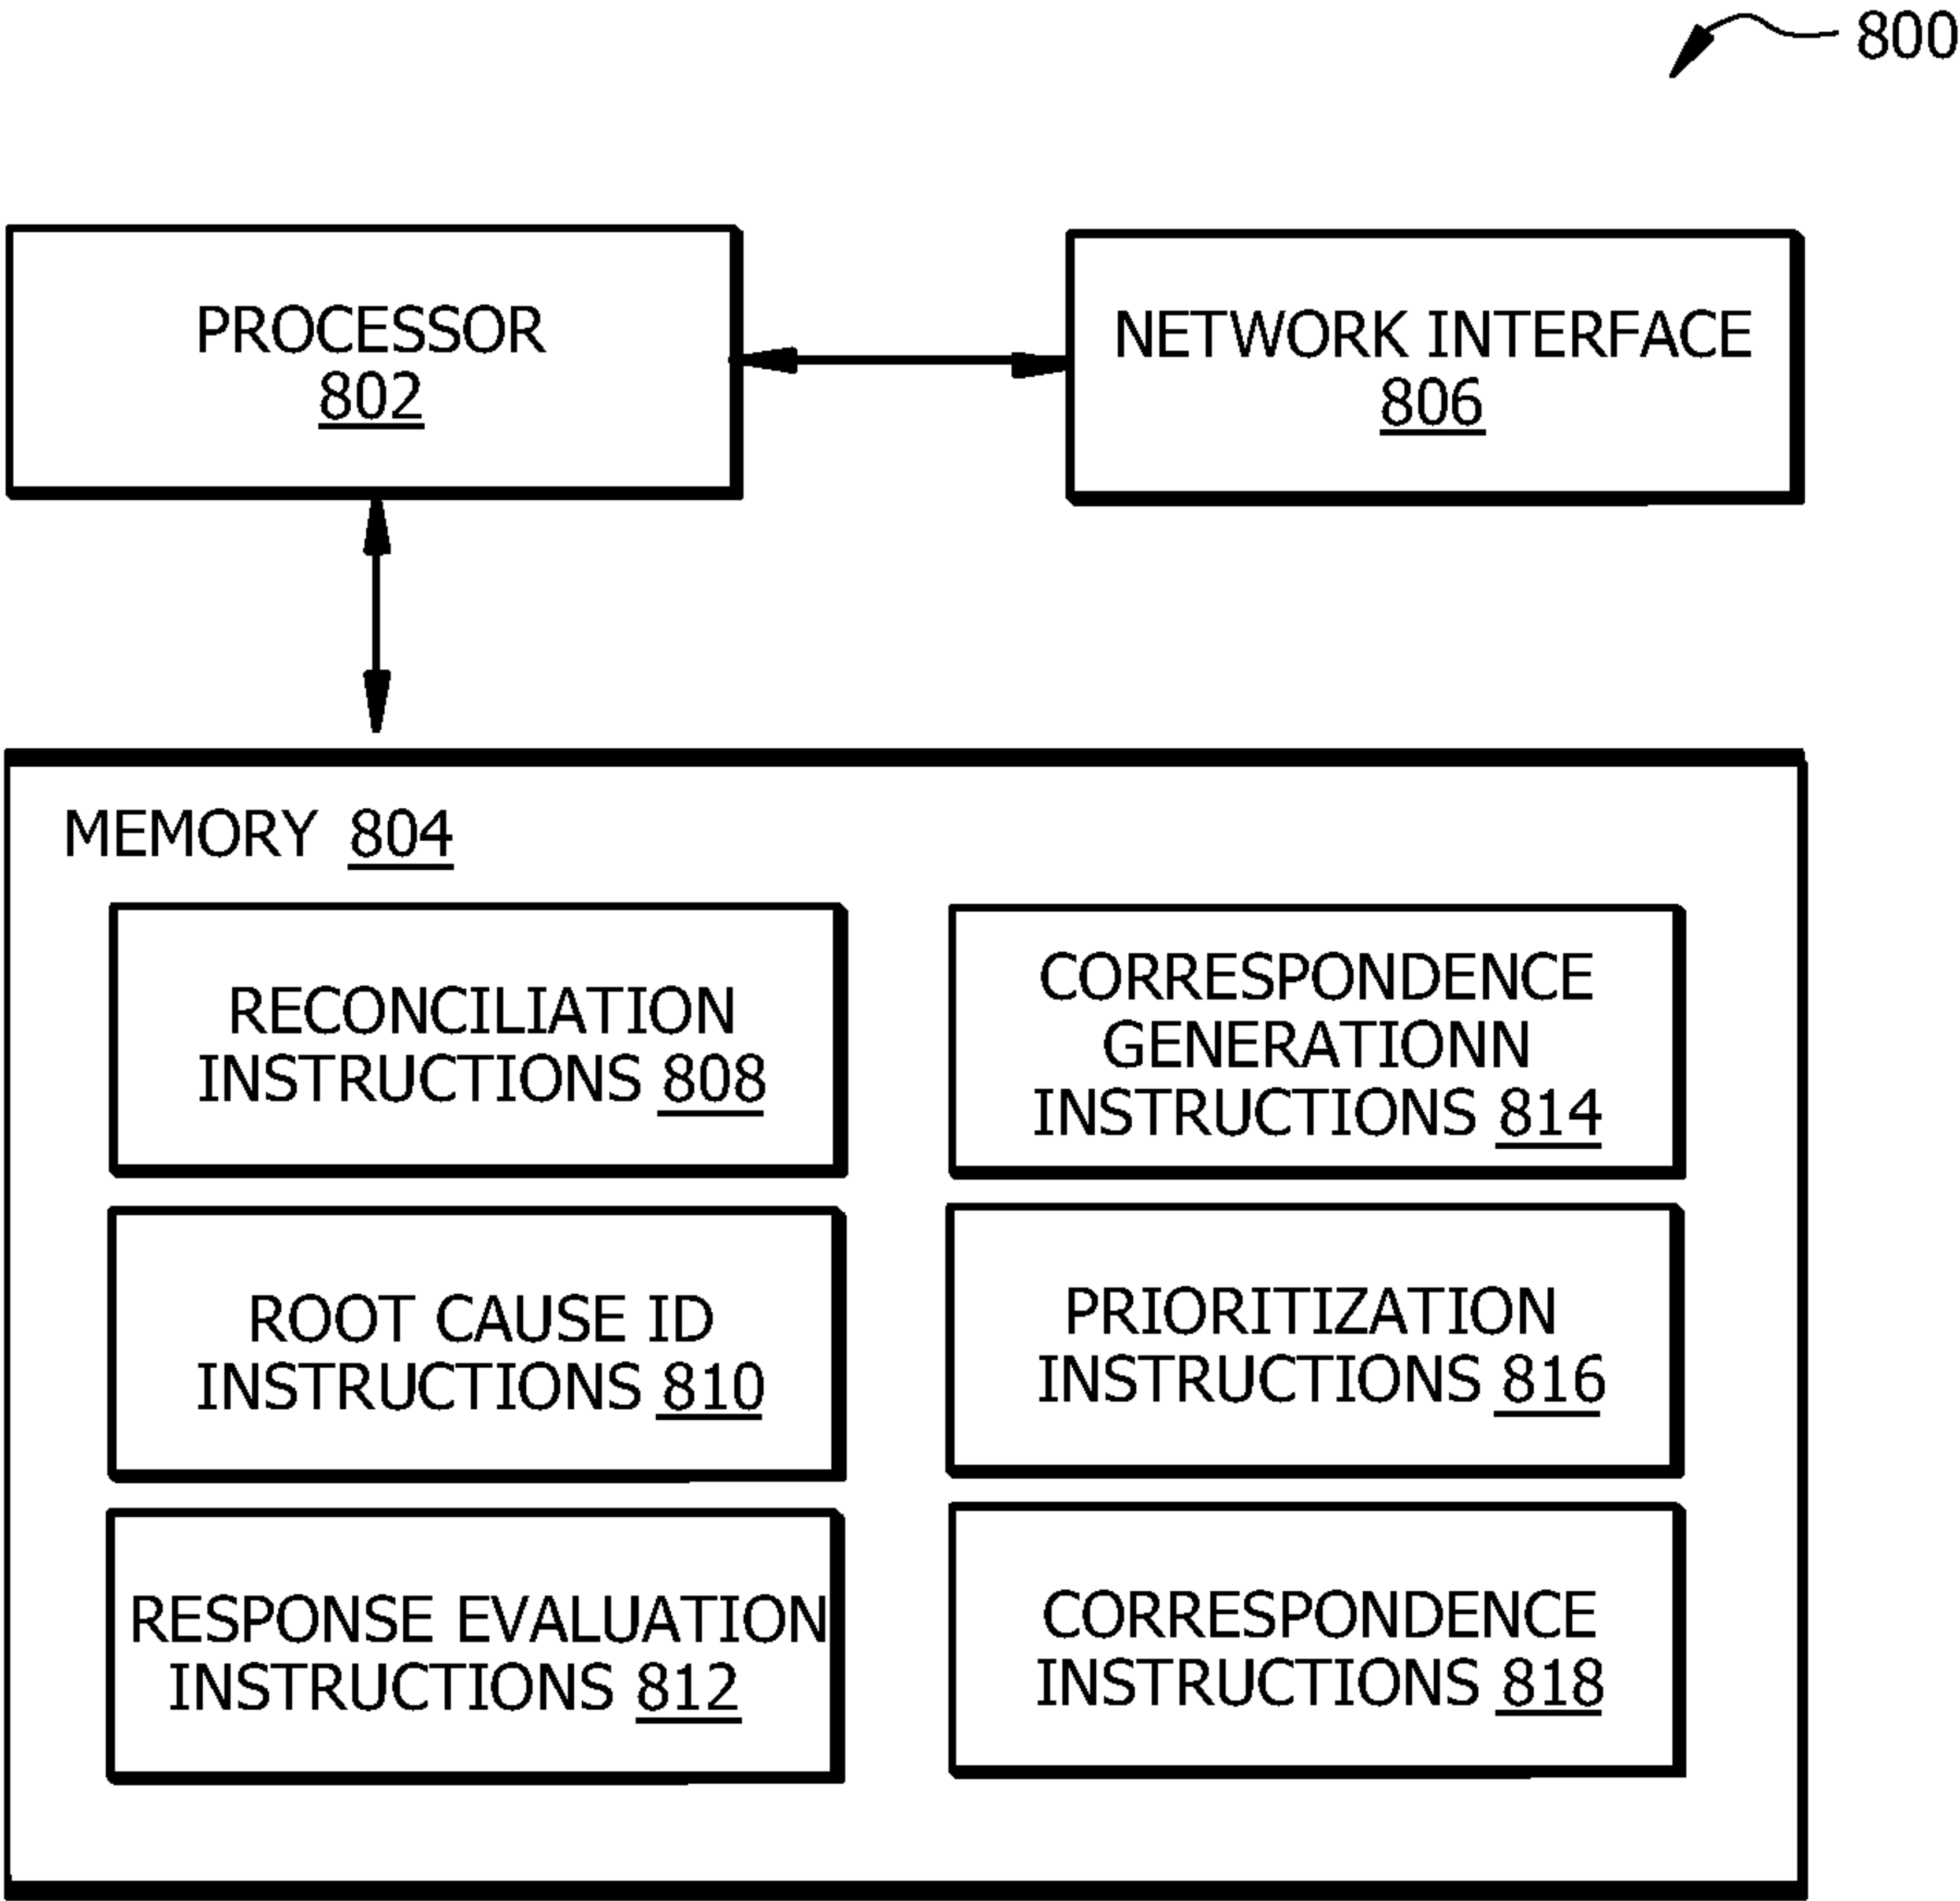 800
PROCESSOR
802
NETWORK INTERFACE
806
MEMORY 804
RECONCILIATION
INSTRUCTIONS 808
CORRESPONDENCE
GENERATIONN
INSTRUCTIONS 814
ROOT CAUSE ID
INSTRUCTIONS 810
PRIORITIZATION
INSTRUCTIONS 816
RESPONSE EVALUATION
INSTRUCTIONS 812
CORRESPONDENCE
INSTRUCTIONS 818